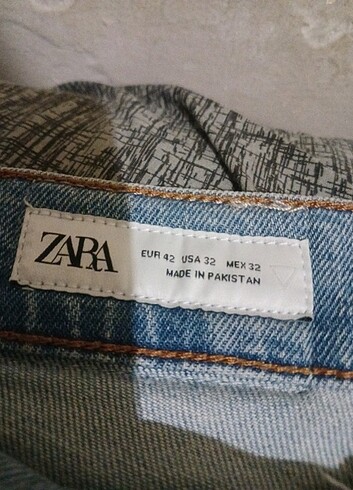 ZARA
EUR 42 USA 32 MEX 32
MADE IN PAKISTAN